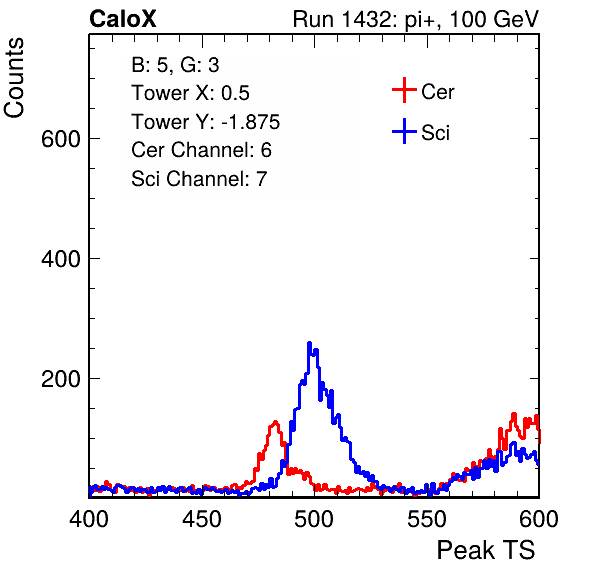 CaloX Run 1432: pi+, 100 GeV
Counts
B: 5, G: 3
Tower X: 0.5
Tower Y: -1.875
Cer Channel: 6
Sci Channel: 7
Cer
Sci
600
400
200
400 450 500 550 600
Peak TS